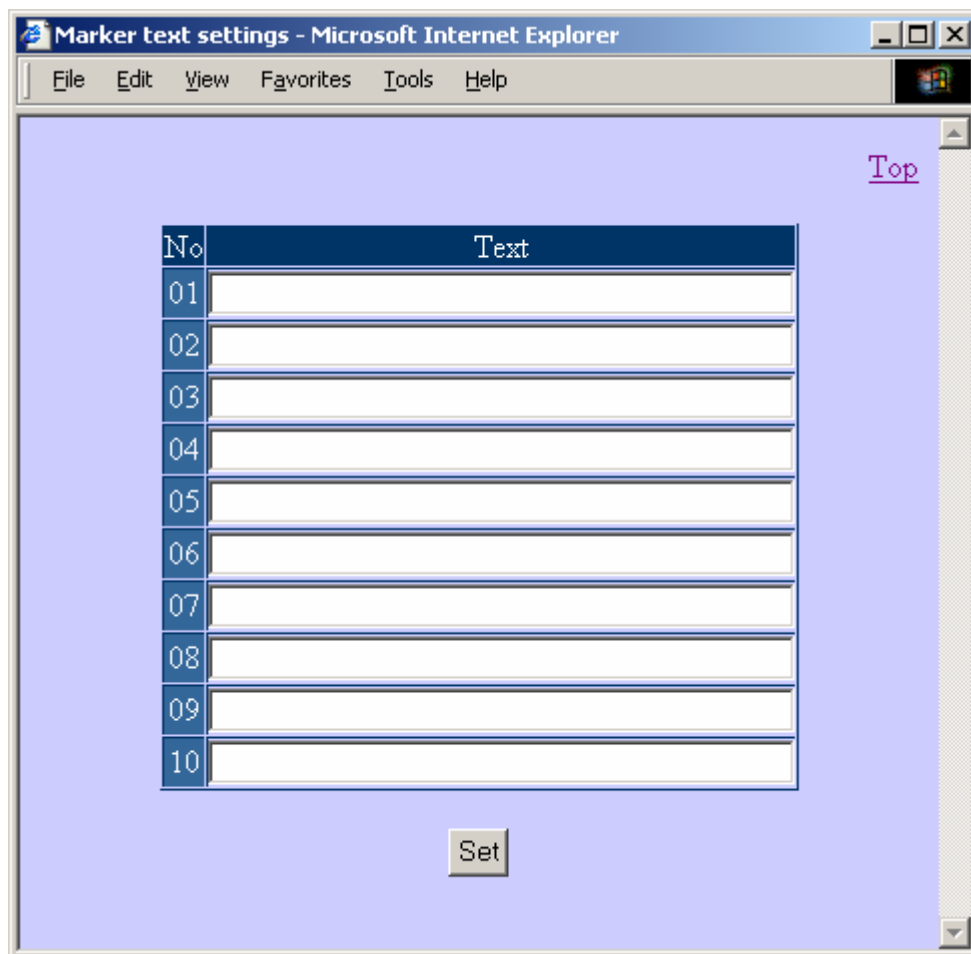 Marker text settings - Microsoft Internet Explorer
File Edit View Favorites Tools Help
Top
No Text
01
02
03
04
05
06
07
08
09
10
Set